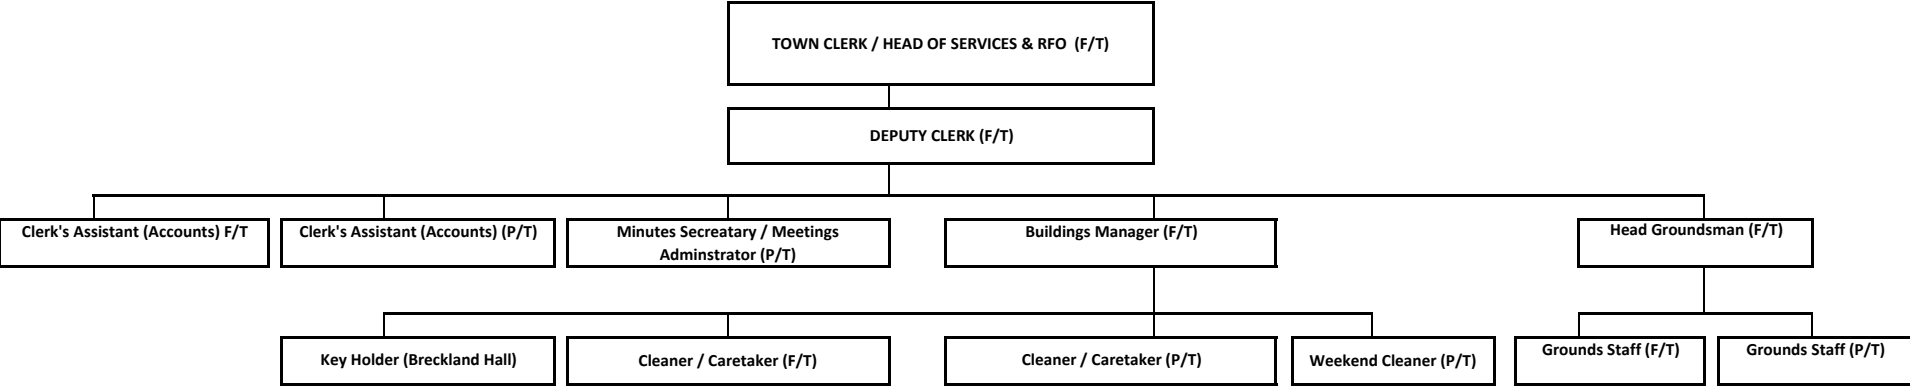 TOWN CLERK / HEAD OF SERVICES & RFO (F/T)
DEPUTY CLERK (F/T)
Clerk's Assistant (Accounts) F/T
Clerk's Assistant (Accounts) (P/T)
Minutes Secreatary / Meetings
Adminstrator (P/T)
Buildings Manager (F/T)
Head Groundsman (F/T)
Key Holder (Breckland Hall)
Cleaner / Caretaker (F/T)
Cleaner / Caretaker (P/T)
Weekend Cleaner (P/T)
Grounds Staff (F/T)
Grounds Staff (P/T)